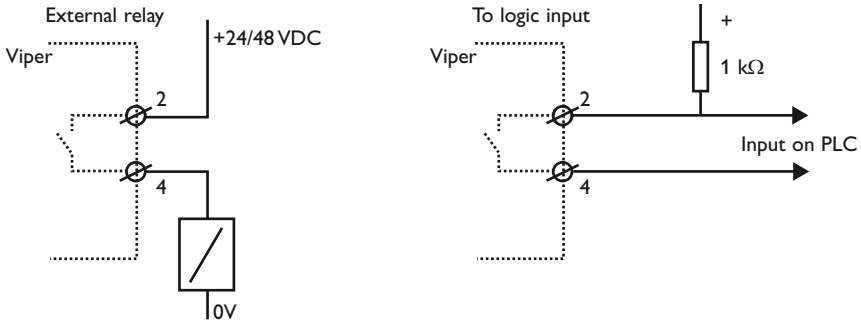 External relay
Viper
+24/48 VDC
2
4
0V
To logic input
Viper
+
1 kΩ
2
Input on PLC
4